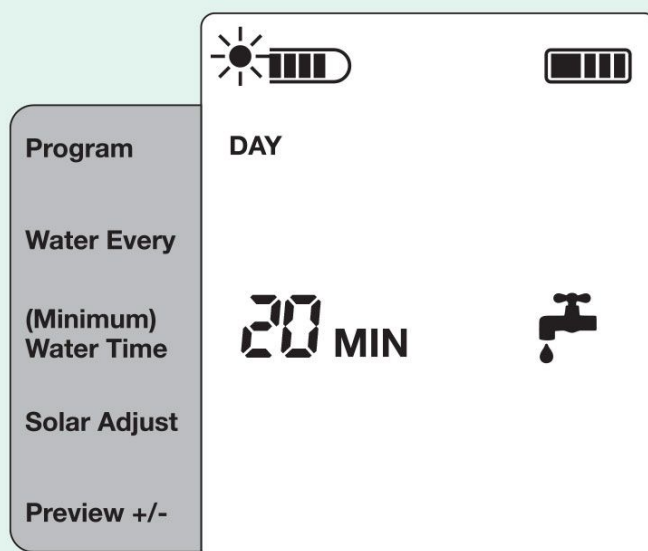 Program
DAY
Water Every
(Minimum)
Water Time
20 MIN
Solar Adjust
Preview +/-